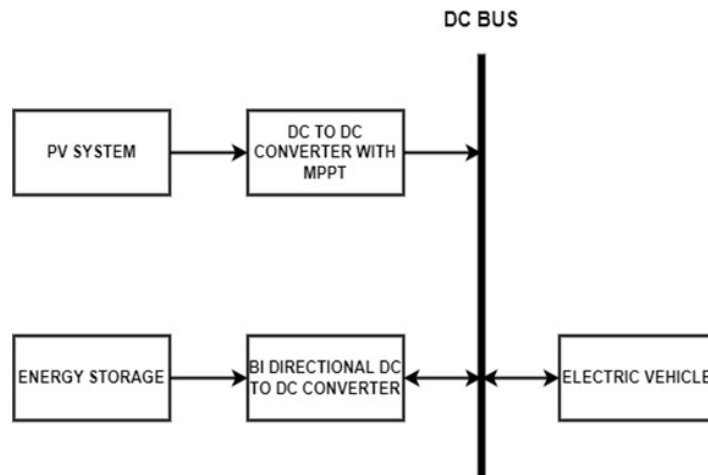 DC BUS
PV SYSTEM
DC TO DC
CONVERTER WITH
MPPT
ENERGY STORAGE
BI DIRECTIONAL DC
TO DC CONVERTER
ELECTRIC VEHICLE